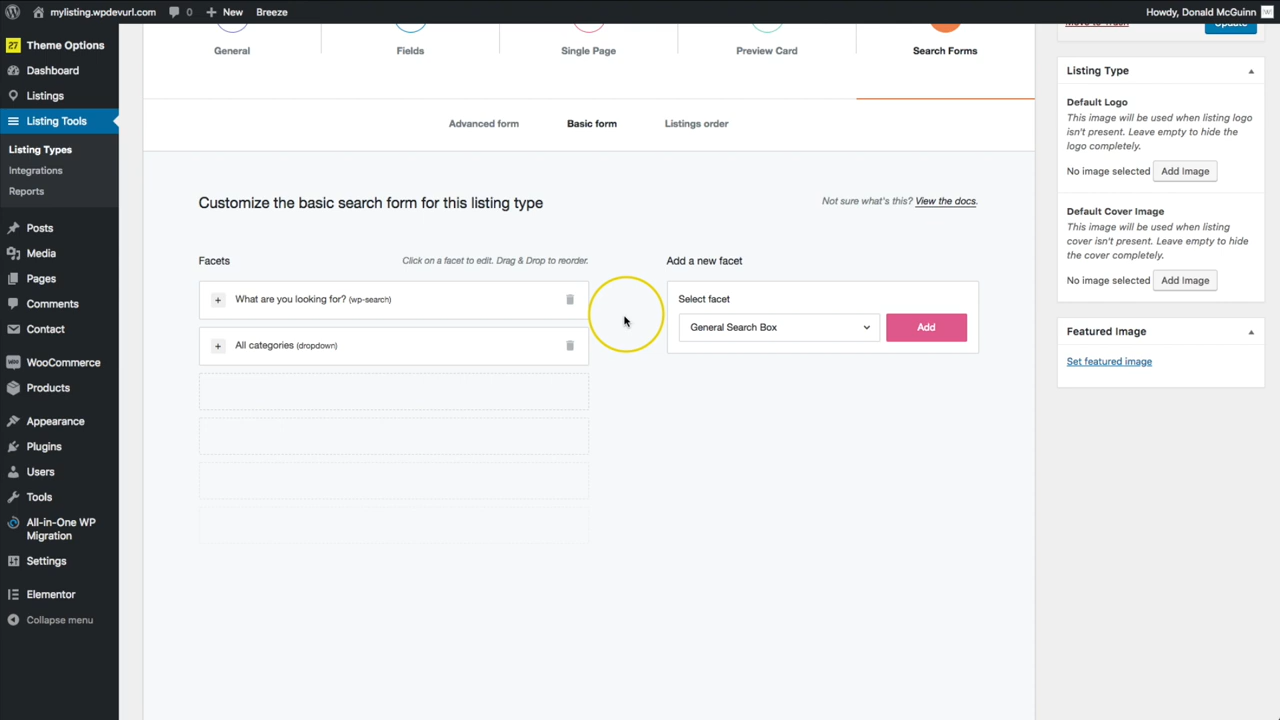 mylisting.wpdevurl.com
0
New
Breeze
Howdy, Donald McGuinn
W
27
Theme Options
Dashboard
Listings
Listing Tools
Listing Types
Integrations
Reports
Posts
Media
Pages
Comments
Contact
WooCommerce
Products
Appearance
Plugins
Users
Tools
All-in-One WP
Migration
Settings
Elementor
Collapse menu
General
Fields
Single Page
Preview Card
Search Forms
Advanced form
Basic form
Listings order
Customize the basic search form for this listing type
Not sure what's this? View the docs.
Facets
Click on a facet to edit. Drag & Drop to reorder.
+ What are you looking for? (wp-search)
+ All categories (dropdown)
Add a new facet
Select facet
General Search Box
Add
Move to Trash
Update
Listing Type
Default Logo
This image will be used when listing logo
isn't present. Leave empty to hide the
logo completely.
No image selected
Add Image
Default Cover Image
This image will be used when listing
cover isn't present. Leave empty to hide
the cover completely.
No image selected
Add Image
Featured Image
Set featured image